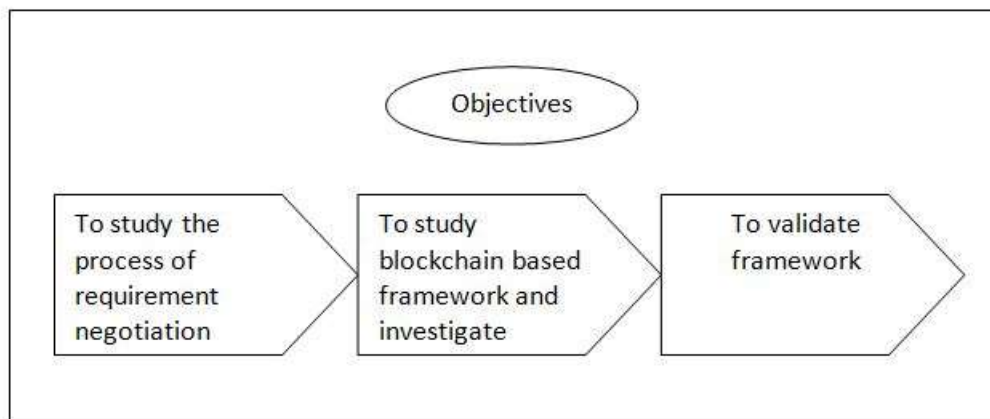 Objectives
To study the
process of
requirement
negotiation
To study
blockchain based
framework and
investigate
To validate
framework